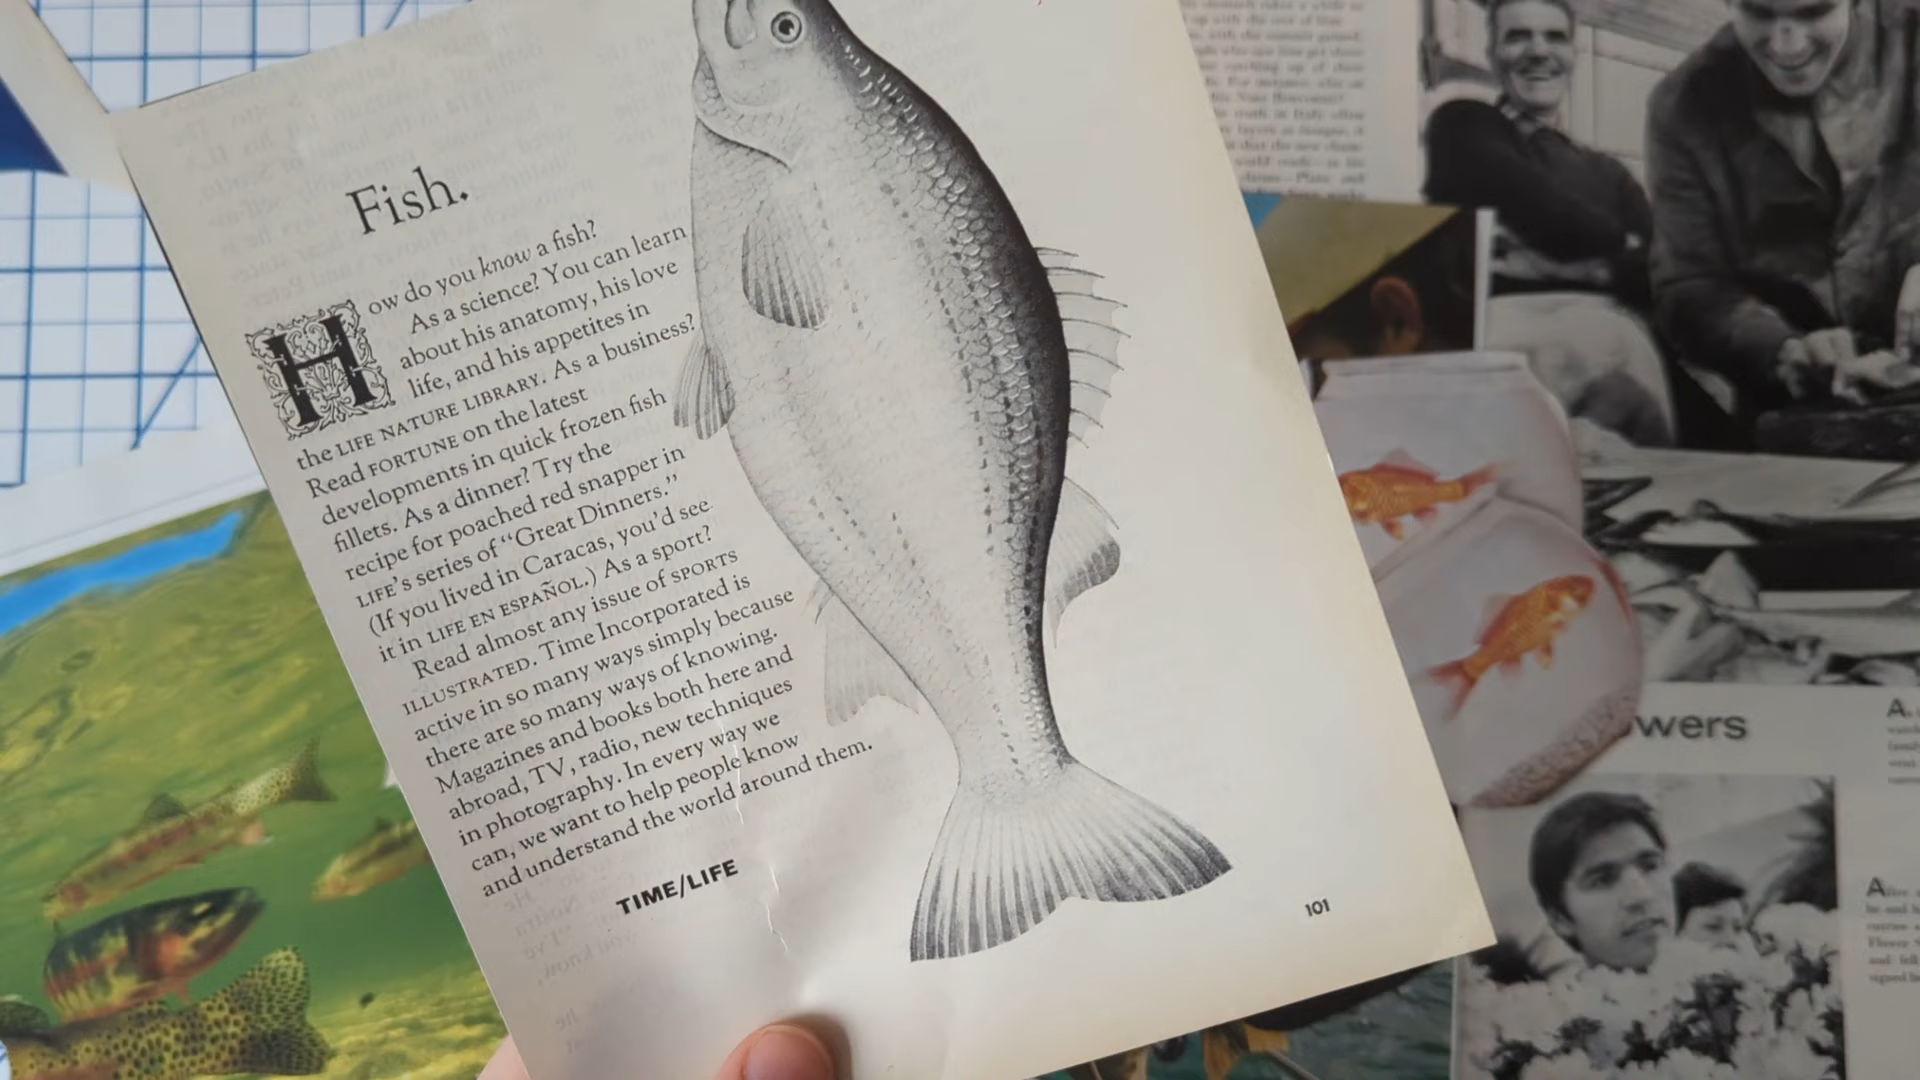 Fish.
How do you know a fish?
As a science? You can learn
about his anatomy, his love
life, and his appetites in
the LIFE NATURE LIBRARY. As a business?
Read FORTUNE on the latest
developments in quick frozen fish
fillets. As a dinner? Try the
recipe for poached red snapper in
LIFE's series of “Great Dinners.”
(If you lived in Caracas, you'd see
it in LIFE EN ESPAÑOL.) As a sport?
Read almost any issue of SPORTS
ILLUSTRATED. Time Incorporated is
active in so many ways simply because
there are so many ways of knowing.
Magazines and books both here and
abroad, TV, radio, new techniques
in photography. In every way we
can, we want to help people know
and understand the world around them.
TIME/LIFE
101
wers